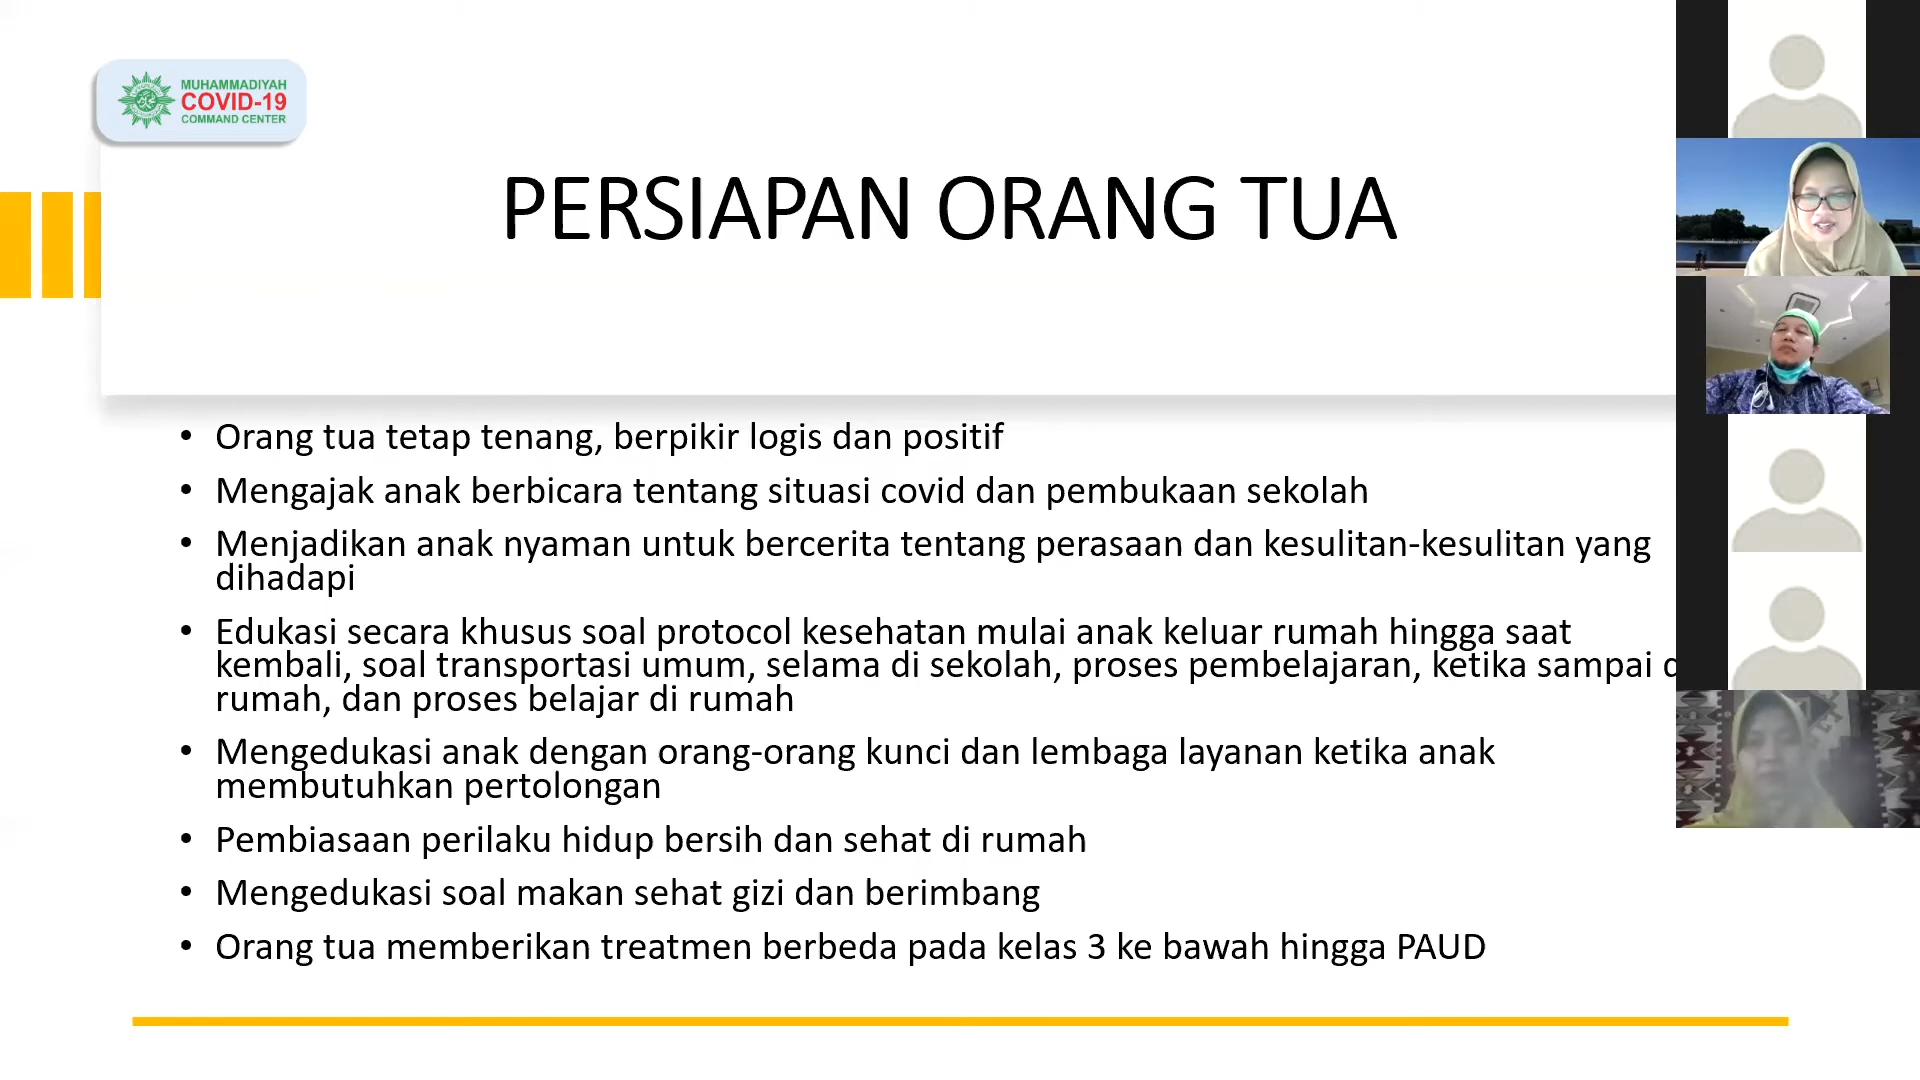 MUHAMMADIYAH
COVID-19
COMMAND CENTER
PERSIAPAN ORANG TUA
• Orang tua tetap tenang, berpikir logis dan positif
• Mengajak anak berbicara tentang situasi covid dan pembukaan sekolah
• Menjadikan anak nyaman untuk bercerita tentang perasaan dan kesulitan-kesulitan yang
dihadapi
• Edukasi secara khusus soal protocol kesehatan mulai anak keluar rumah hingga saat
kembali, soal transportasi umum, selama di sekolah, proses pembelajaran, ketika sampai
rumah, dan proses belajar di rumah
• Mengedukasi anak dengan orang-orang kunci dan lembaga layanan ketika anak
membutuhkan pertolongan
• Pembiasaan perilaku hidup bersih dan sehat di rumah
• Mengedukasi soal makan sehat gizi dan berimbang
• Orang tua memberikan treatmen berbeda pada kelas 3 ke bawah hingga PAUD